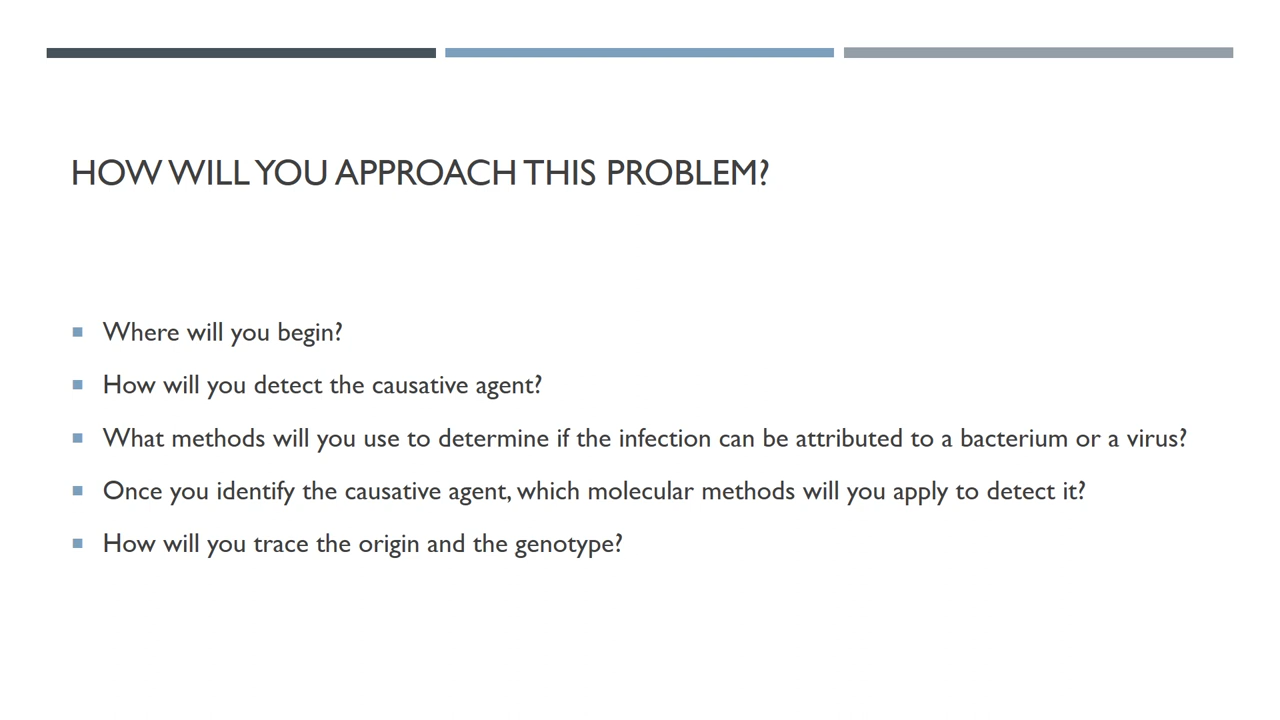 HOW WILL YOU APPROACH THIS PROBLEM?
Where will you begin?
How will you detect the causative agent?
What methods will you use to determine if the infection can be attributed to a bacterium or a virus?
Once you identify the causative agent, which molecular methods will you apply to detect it?
How will you trace the origin and the genotype?